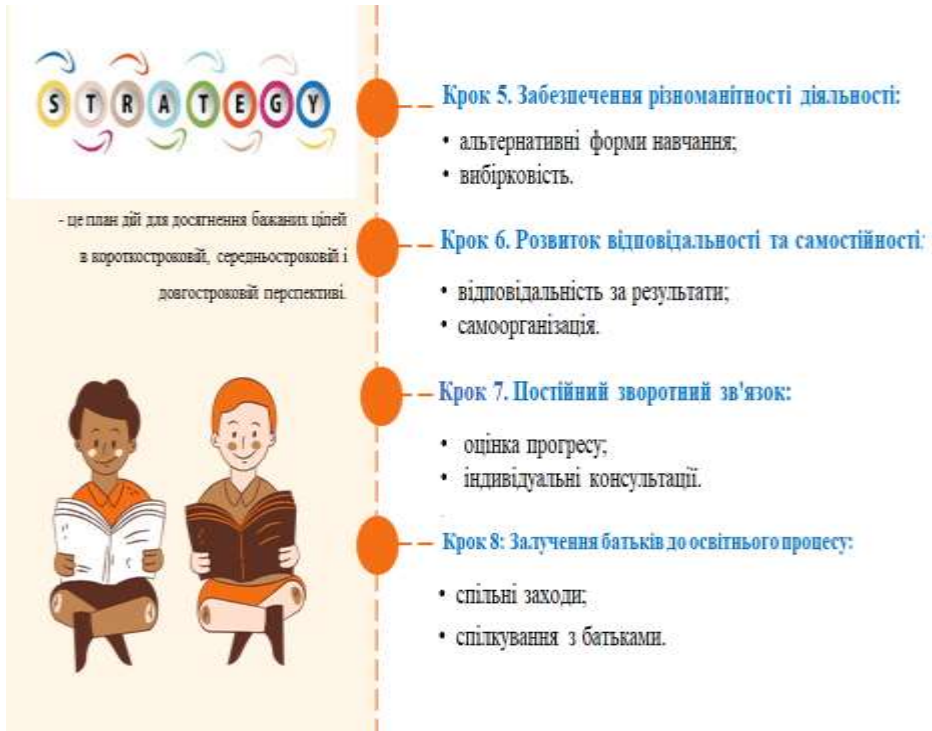 STRATEGY
- це план дій для досягнення бажаних цілей
в короткостроковій, середньостроковій і
довгостроковій перспективі.
Крок 5. Забезпечення різноманітності діяльності:
• альтернативні форми навчання;
• вибірковість.
Крок 6. Розвиток відповідальності та самостійності:
• відповідальність за результати;
• самоорганізація.
Крок 7. Постійний зворотний зв'язок:
• оцінка прогресу;
• індивідуальні консультації.
Крок 8: Залучення батьків до освітнього процесу:
• спільні заходи;
• спілкування з батьками.